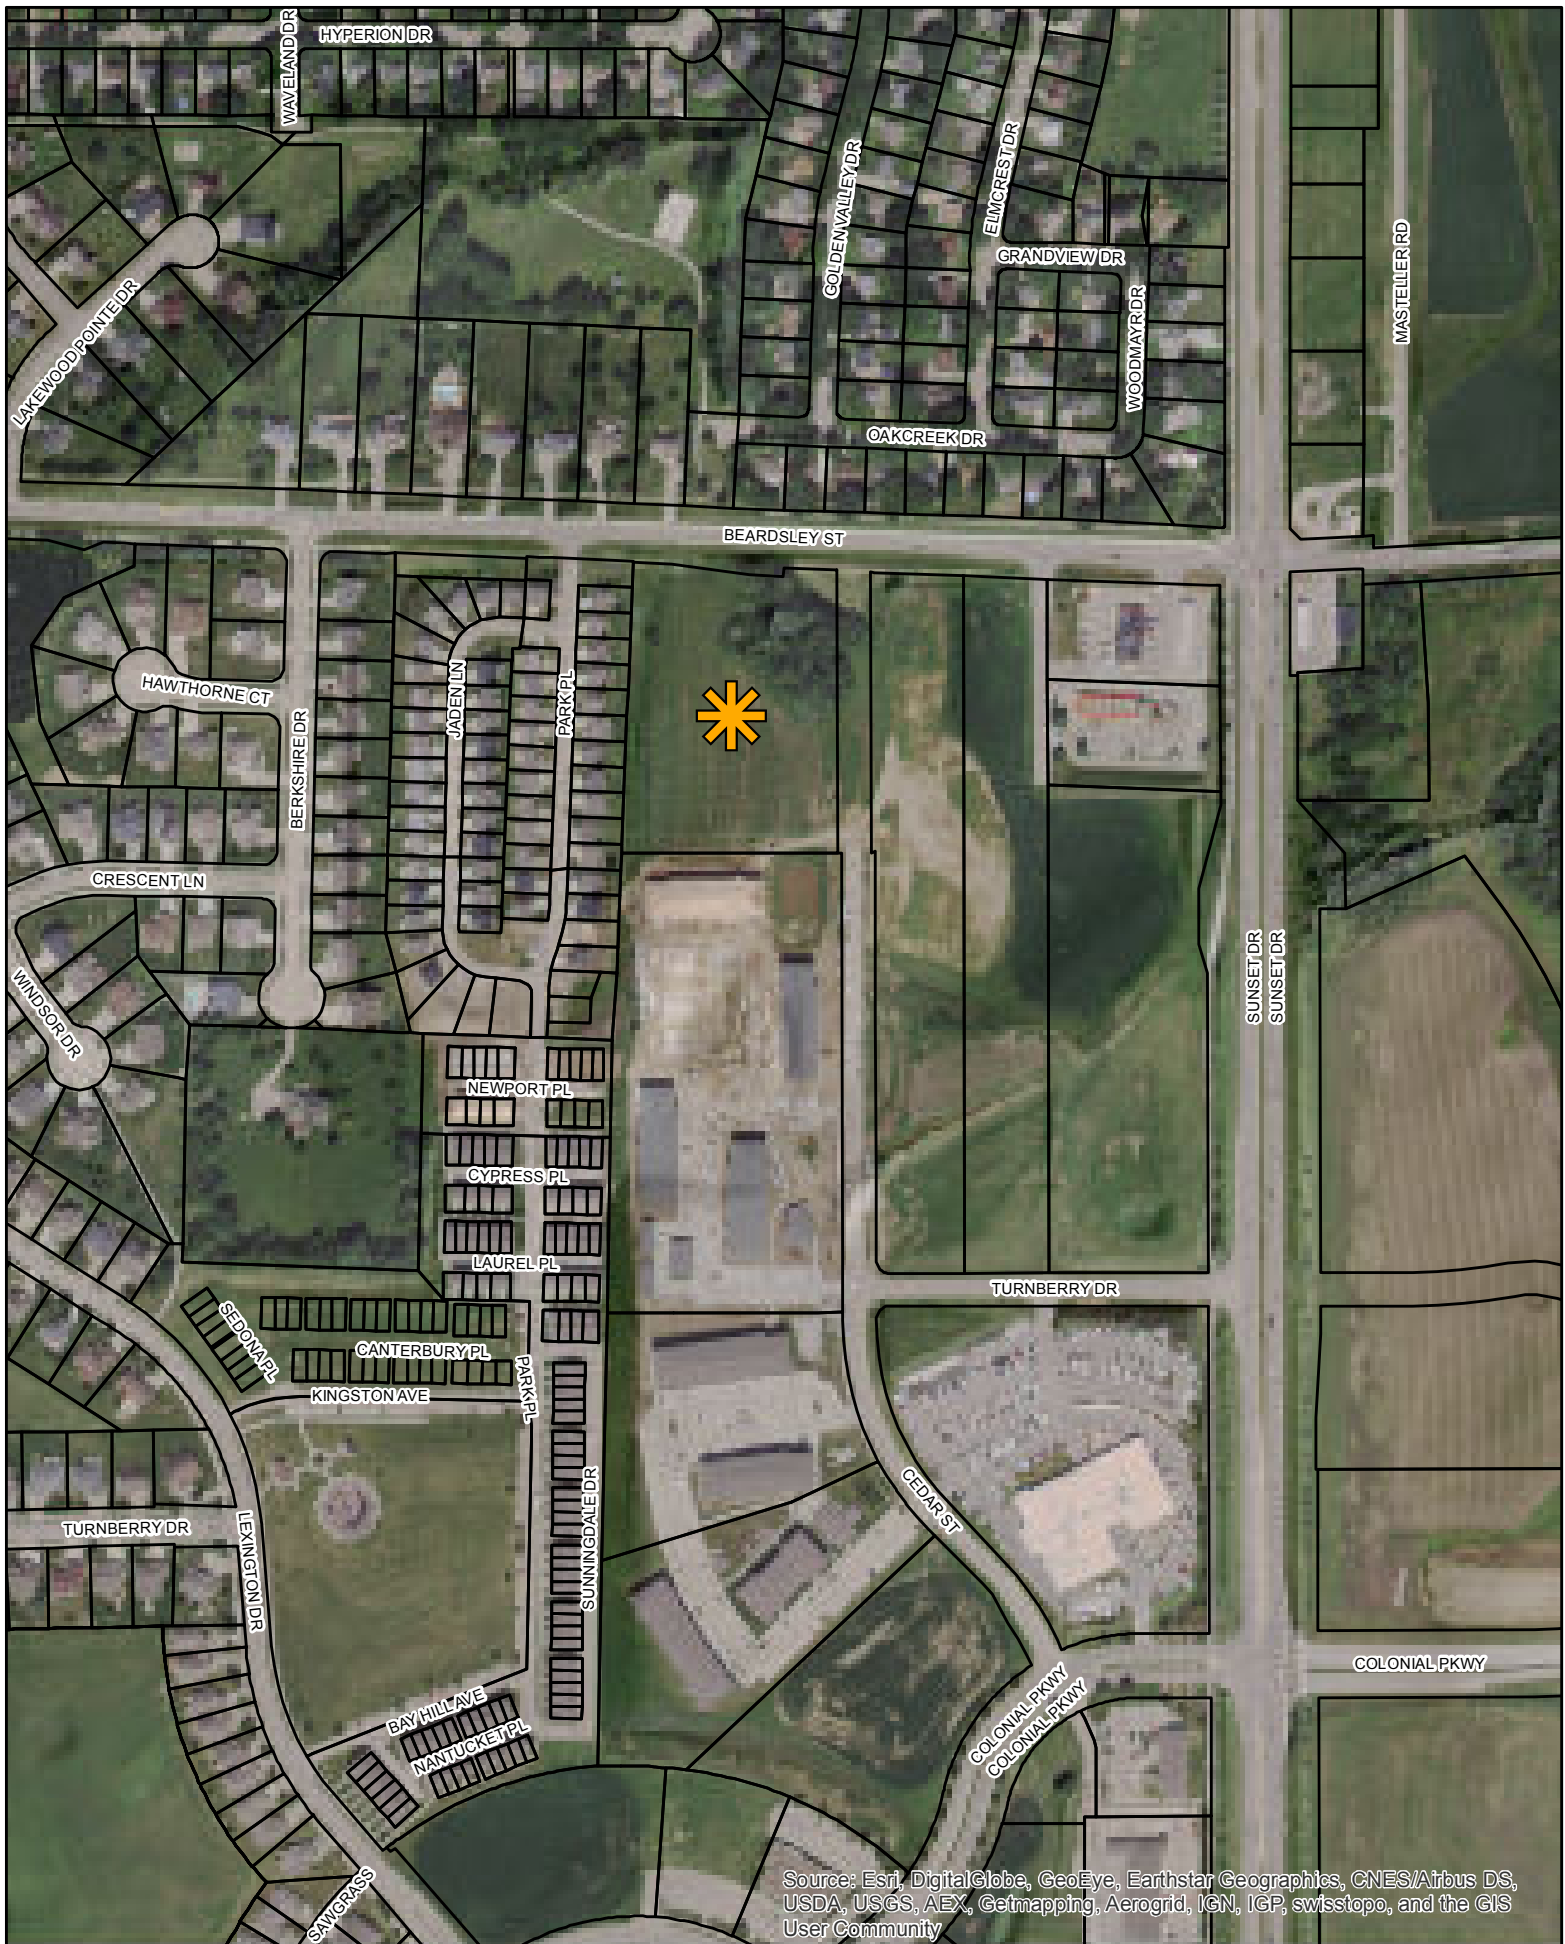 HYPERION DR
WAVELAND DR
GOLDEN VALLEY DR
ELMCREST DR
GRANDVIEW DR
MASTELLER RD
LAKEWOOD POINTE DR
WOODMAYR DR
OAKCREEK DR
BEARDSLEY ST
HAWTHORNE CT
JADEN LN
PARK PL
BERKSHIRE DR
CRESCENT LN
WINDSOR DR
SUNSET DR
SUNSET DR
NEWPORT PL
CYPRESS PL
LAUREL PL
TURNBERRY DR
SEDONA PL
CANTERBURY PL
PARK PL
KINGSTON AVE
CEDAR ST
TURNBERRY DR
LEXINGTON DR
SUNNINGDALE DR
COLONIAL PKWY
BAY HILL AVE
NANTUCKET PL
COLONIAL PKWY
COLONIAL PKWY
SAWGRASS
Source: Esri, DigitalGlobe, GeoEye, Earthstar Geographics, CNES/Airbus DS,
USDA, USGS, AEX, Getmapping, Aerogrid, IGN, IGP, swisstopo, and the GIS
User Community